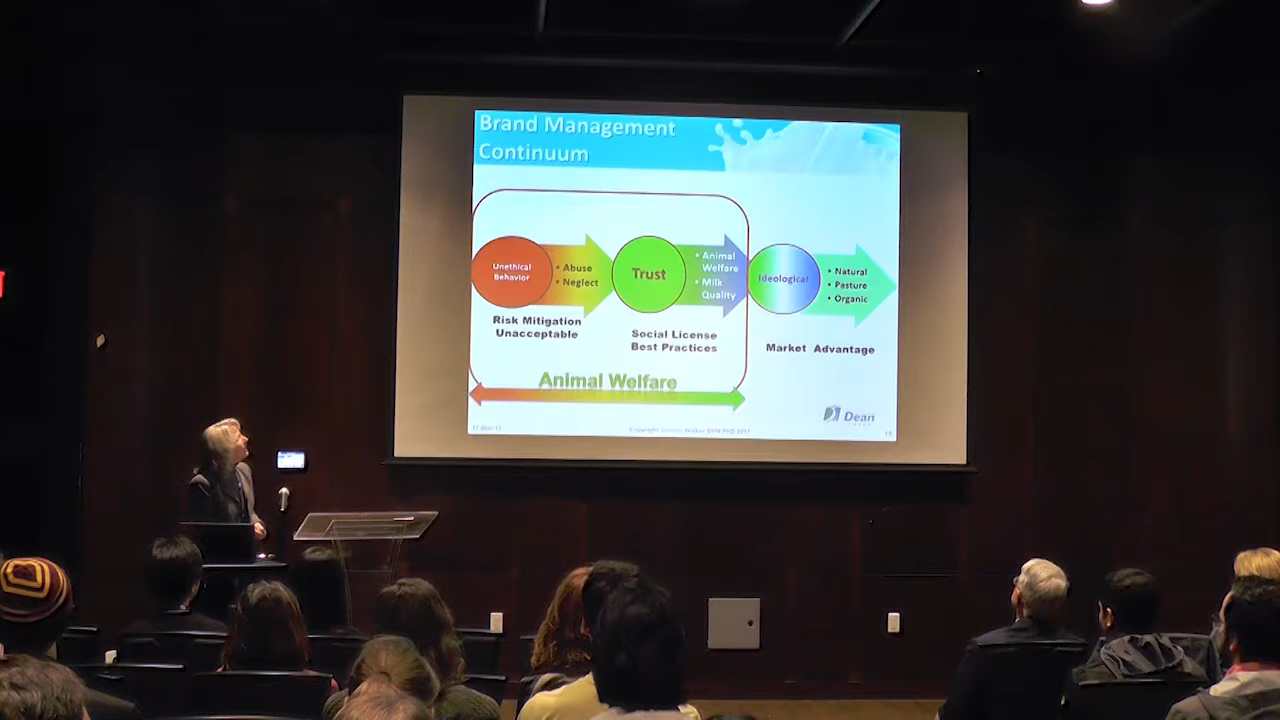 Brand Management
Continuum
Unethical
Behavior
• Abuse
• Neglect
Trust
• Animal
Welfare
• Milk
Quality
Ideological
• Natural
• Pasture
• Organic
Risk Mitigation
Unacceptable
Social License
Best Practices
Market Advantage
Animal Welfare
Dean